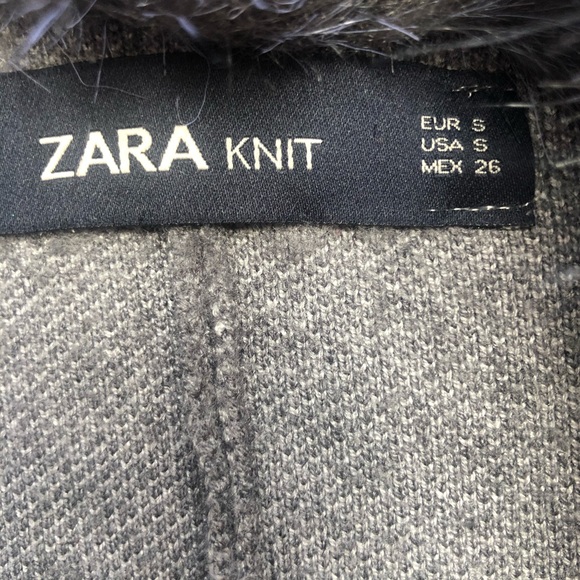 ZARA KNIT
EUR S
USA S
MEX 26